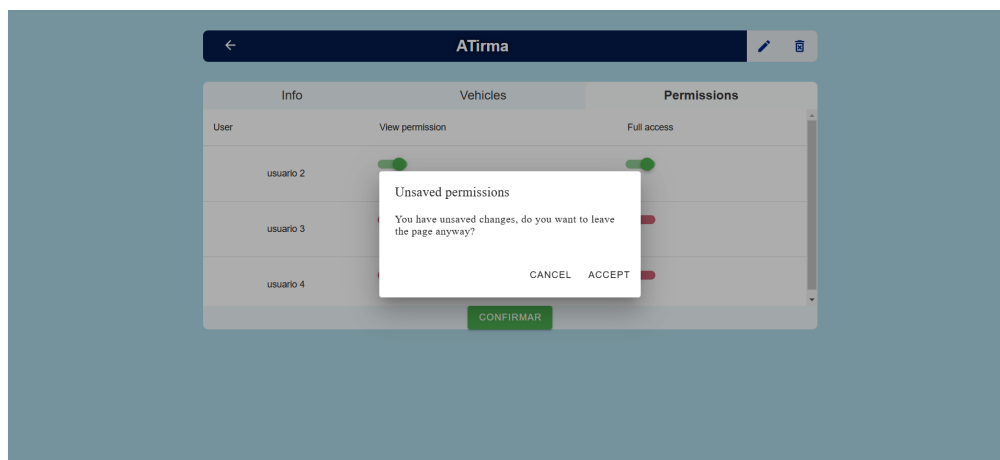 ATirma
Info Vehicles Permissions
User View permission Full access
usuario 2
Unsaved permissions
You have unsaved changes, do you want to leave
the page anyway?
usuario 3
CANCEL ACCEPT
usuario 4
CONFIRMAR